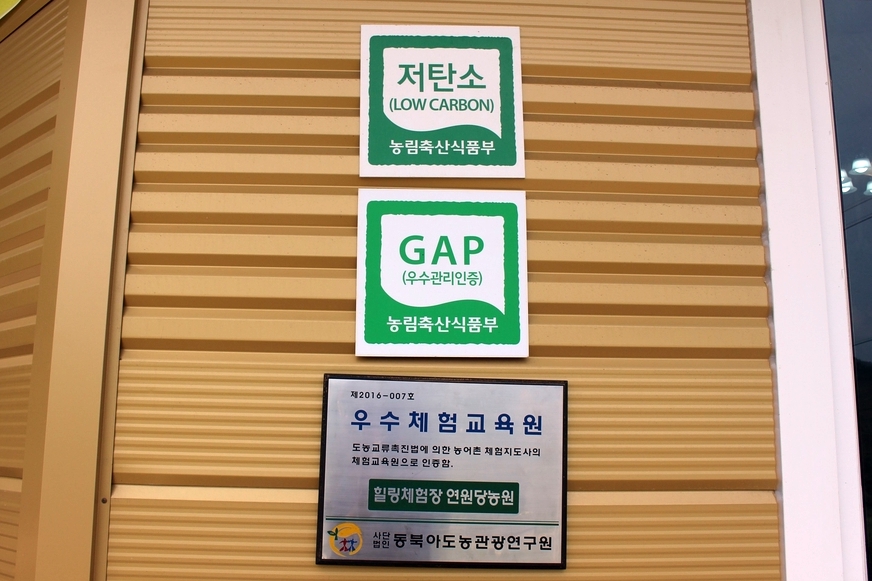 저탄소
(LOW CARBON)
농림축산식품부
GAP
(우수관리인증)
농림축산식품부
제2016-007호
우수체험교육원
도농교류촉진법에 의한 농어촌 체험지도사의
체험교육원으로 인증함.
힐링체험장 연원당농원
사단법인 동북아도농관광연구원